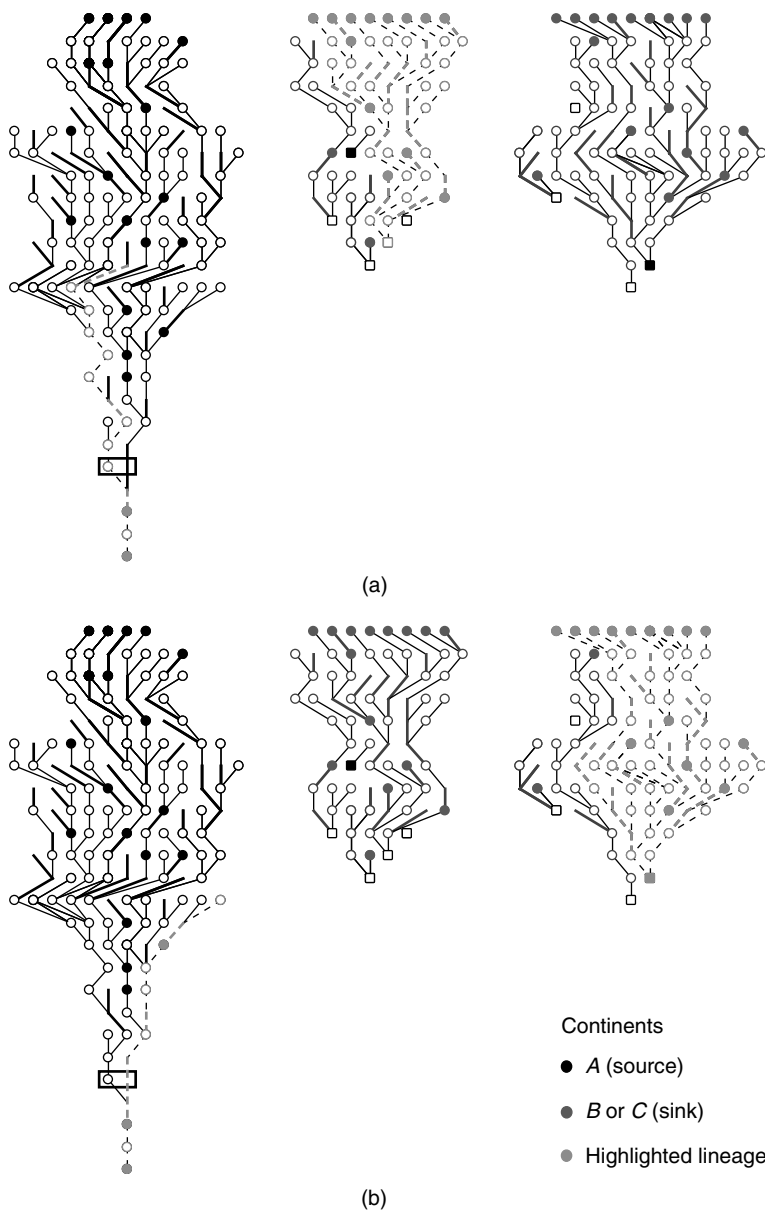 (a)
Continents
A (source)
B or C (sink)
Highlighted lineage
(b)